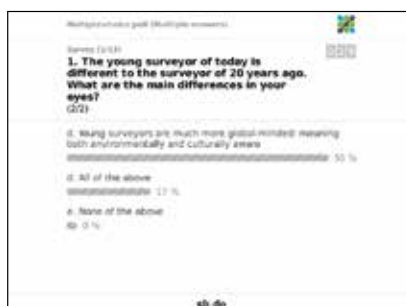 Multiple-choice poll (Multiple answers)
Survey (1/13)
1. The young surveyor of today is
different to the surveyor of 20 years ago.
What are the main differences in your
eyes?
(2/2)
d. Young surveyors are much more global-minded: meaning
both environmentally and culturally aware
d. All of the above
e. None of the above
0 %
sli.do